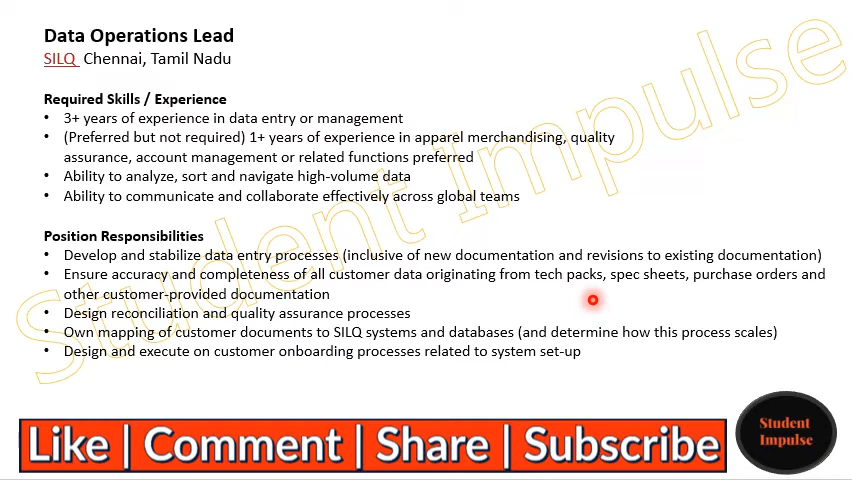 Data Operations Lead
SILQ Chennai, Tamil Nadu
Required Skills / Experience
• 3+ years of experience in data entry or management
• (Preferred but not required) 1+ years of experience in apparel merchandising, quality
assurance, account management or related functions preferred
• Ability to analyze, sort and navigate high-volume data
• Ability to communicate and collaborate effectively across global teams
Position Responsibilities
• Develop and stabilize data entry processes (inclusive of new documentation and revisions to existing documentation)
• Ensure accuracy and completeness of all customer data originating from tech packs, spec sheets, purchase orders and
other customer-provided documentation
• Design reconciliation and quality assurance processes
• Own mapping of customer documents to SILQ systems and databases (and determine how this process scales)
• Design and execute on customer onboarding processes related to system set-up
Student Impulse
Like | Comment | Share | Subscribe
Student
Impulse